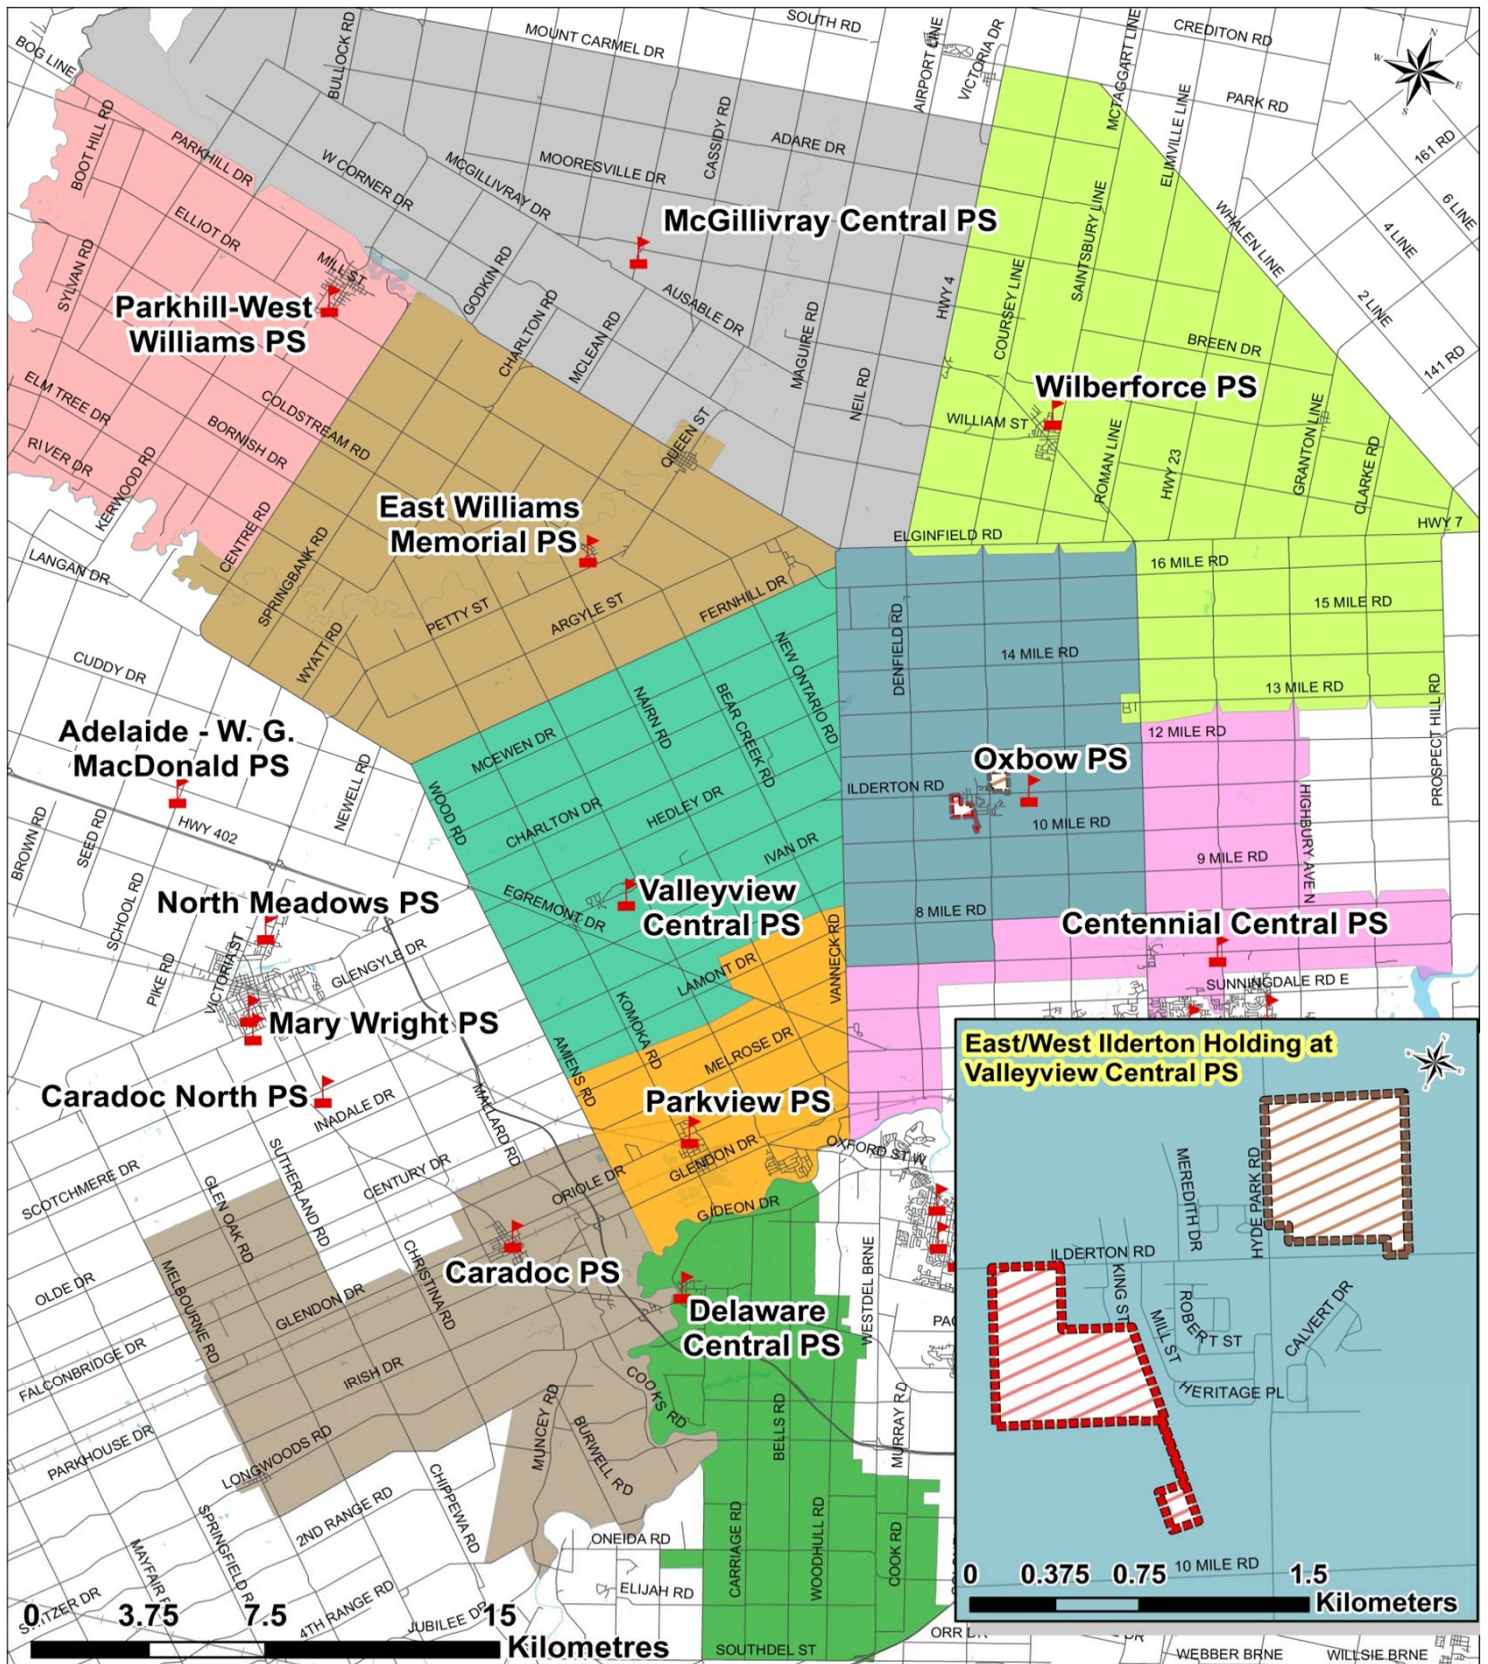 SOUTH RD
MOUNT CARMEL DR
CREDITON RD
BOG LINE
BULLOCK RD
AIRPORT LINE
VICTORIA DR
MCTAGGART LINE
N
W
E
S
PARK RD
ELIMVILLE LINE
161 RD
BOOT HILL RD
PARKHILL DR
CASSIDY RD
ADARE DR
MOORESVILLE DR
W CORNER DR
MCGILLIVRAY DR
6 LINE
4 LINE
WHALEN LINE
McGillivray Central PS
SAINTSBURY LINE
ELLIOT DR
SYLVAN RD
MILL ST
GODKIN RD
AUSABLE DR
HWY 4
COURSEY LINE
2 LINE
Parkhill-West
Williams PS
CHARLTON RD
MCLEAN RD
MAGUIRE RD
NEIL RD
BREEN DR
141 RD
Wilberforce PS
ELM TREE DR
COLDSTREAM RD
BORNISH DR
WILLIAM ST
QUEEN ST
ROMAN LINE
HWY 23
GRANTON LINE
CLARKE RD
RIVER DR
KERWOOD RD
East Williams
Memorial PS
CENTRE RD
SPRINGBANK RD
HWY 7
ELGINFIELD RD
LANGAN DR
16 MILE RD
15 MILE RD
PETTY ST
ARGYLE ST
FERNHILL DR
WYATT RD
DENFIELD RD
NEW ONTARIO RD
14 MILE RD
CUDDY DR
NAIRN RD
BEAR CREEK RD
13 MILE RD
PROSPECT HILL RD
Adelaide - W. G.
MacDonald PS
MCEWEN DR
12 MILE RD
Oxbow PS
NEWELL RD
WOOD RD
CHARLTON DR
HEDLEY DR
ILDERTON RD
10 MILE RD
HIGHBURY AVE N
BROWN RD
SEED RD
HWY 402
IVAN DR
9 MILE RD
SCHOOL RD
North Meadows PS
EGREMONT DR
Valleyview
Central PS
8 MILE RD
Centennial Central PS
VICTORIA ST
GLENGYLE DR
PIKE RD
LAMONT DR
VANNECK RD
SUNNINGDALE RD E
KOMOKA RD
Mary Wright PS
MELROSE DR
AMIENS RD
Caradoc North PS
INADALE DR
MALLARD RD
Parkview PS
SCOTCHMERE DR
SUTHERLAND RD
CENTURY DR
GLENDON DR
OXFORD ST W
GLEN OAK RD
ORIOLE DR
GIDEON DR
OLDE DR
MELBOURNE RD
CHRISTINA RD
Caradoc PS
WESTDEL BRNE
GLENDON DR
Delaware
Central PS
FALCONBRIDGE DR
IRISH DR
COOKS RD
BELLS RD
MURRAY RD
PARKHOUSE DR
LONGWOODS RD
MUNCEY RD
BURWELL RD
CHIPPEWA RD
2ND RANGE RD
SPRINGFIELD RD
MAYFAIR R
ONEIDA RD
CARRIAGE RD
WOODHULL RD
COOK RD
ELIJAH RD
4TH RANGE RD
JUBILEE DR
SOUTHDEL ST
ORR DR
WEBBER BRNE
WILLSIE BRNE
0 3.75 7.5 15
Kilometres
East/West Ilderton Holding at
Valleyview Central PS
MEREDITH DR
HYDE PARK RD
ILDERTON RD
KING ST
MILL ST
ROBERT ST
CALVERT DR
HERITAGE PL
10 MILE RD
0 0.375 0.75 1.5
Kilometers